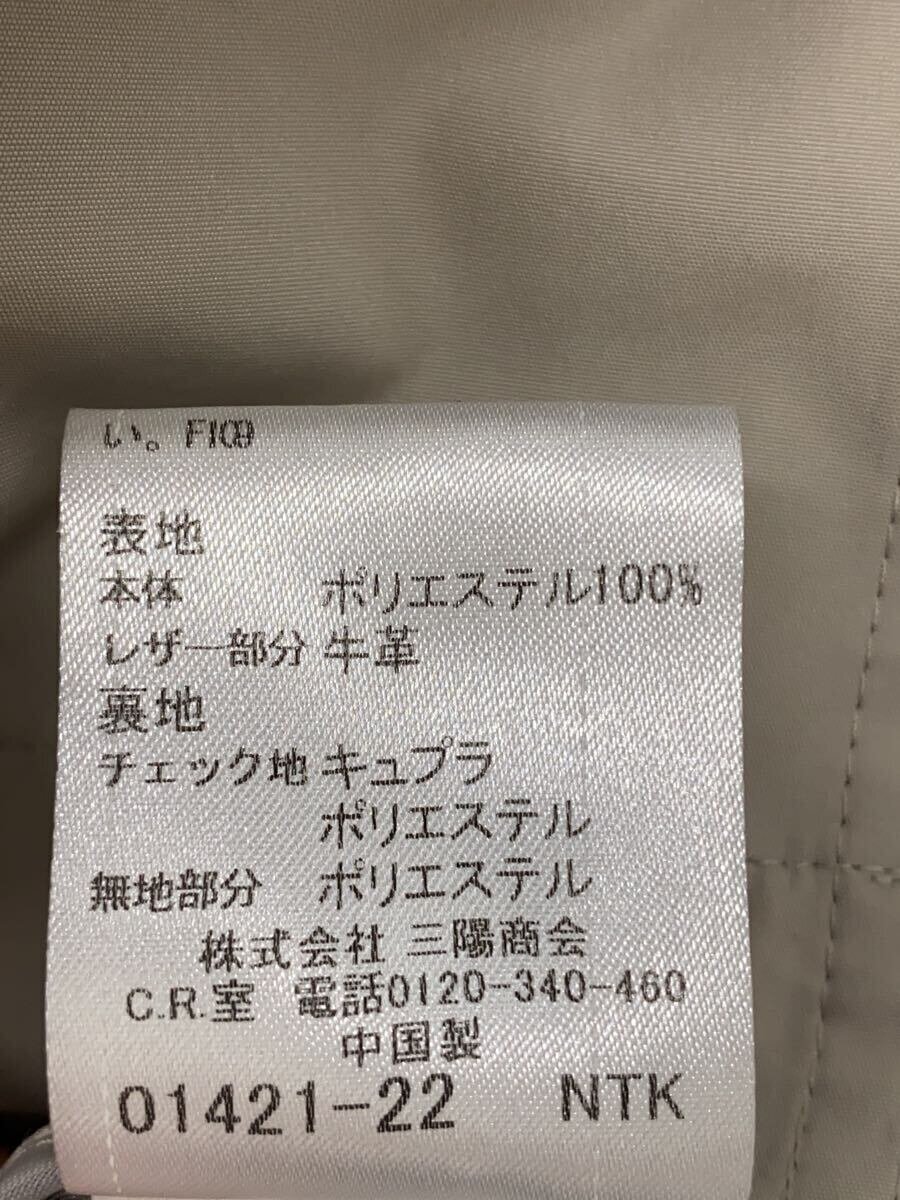 い。F109
表地
本体 ポリエステル100%
レザー部分 牛革
裏地
チェック地 キュプラ
ポリエステル
無地部分 ポリエステル
株式会社 三陽商会
C.R.室 電話0120-340-460
中国製
01421-22 NTK